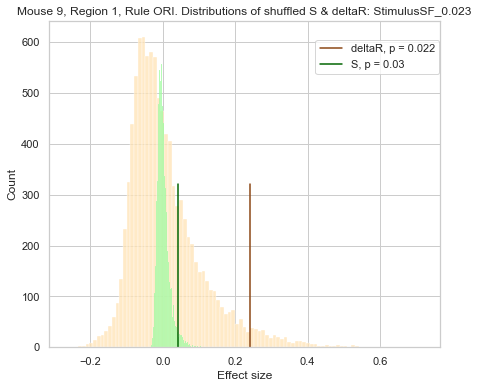 Mouse 9, Region 1, Rule ORI. Distributions of shuffled S & deltaR: StimulusSF_0.023
deltaR, p = 0.022
S, p = 0.03
Count
600
500
400
300
200
100
0
−0.2
0.0
0.2
0.4
0.6
Effect size